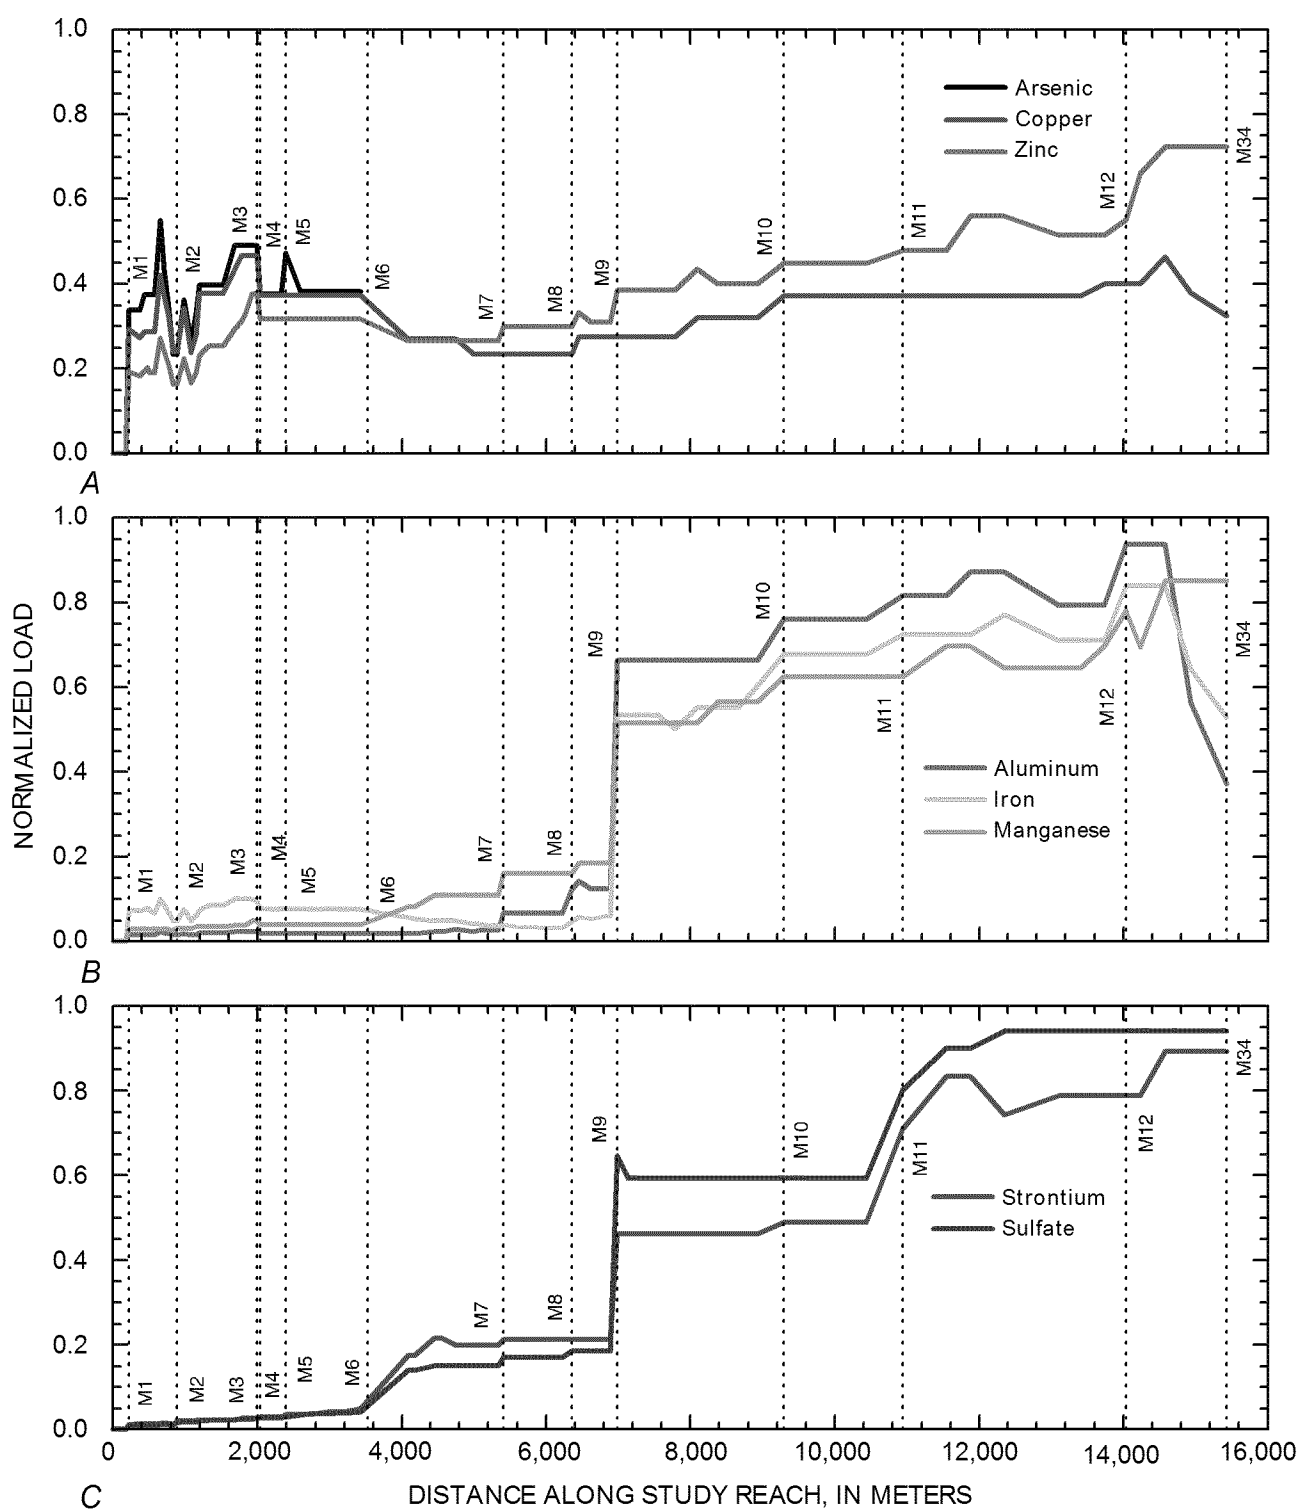 1.0
0.8
0.6
0.4
0.2
0.0
Arsenic
Copper
Zinc
M1
M2
M3
M4
M5
M6
M7
M8
M9
M10
M11
M12
M34
A
NORMALIZED LOAD
1.0
0.8
0.6
0.4
0.2
0.0
M1
M2
M3
M4
M5
M6
M7
M8
M9
M10
M11
M12
M34
Aluminum
Iron
Manganese
B
1.0
0.8
0.6
0.4
0.2
0.0
M1
M2
M3
M4
M5
M6
M7
M8
M9
M10
M11
M12
M34
Strontium
Sulfate
0 2,000 4,000 6,000 8,000 10,000 12,000 14,000 16,000
C
DISTANCE ALONG STUDY REACH, IN METERS